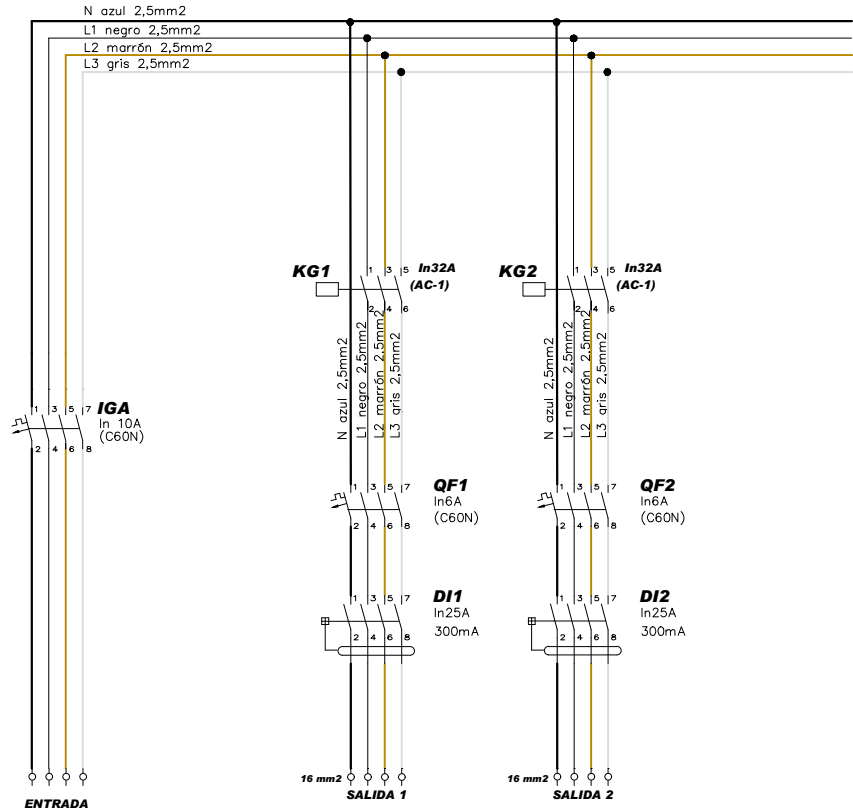 N azul 2,5mm2
L1 negro 2,5mm2
L2 marrón 2,5mm2
L3 gris 2,5mm2
KG1
1 3 5
In32A
(AC-1)
2 4 6
KG2
1 3 5
In32A
(AC-1)
2 4 6
N azul 2,5mm2
L1 negro 2,5mm2
L2 marrón 2,5mm2
L3 gris 2,5mm2
N azul 2,5mm2
L1 negro 2,5mm2
L2 marrón 2,5mm2
L3 gris 2,5mm2
1 3 5 7
IGA
In 10A
(C60N)
2 4 6 8
1 3 5 7
QF1
In6A
(C60N)
2 4 6 8
1 3 5 7
QF2
In6A
(C60N)
2 4 6 8
1 3 5 7
DI1
In25A
300mA
2 4 6 8
1 3 5 7
DI2
In25A
300mA
2 4 6 8
ENTRADA
16 mm2
SALIDA 1
16 mm2
SALIDA 2